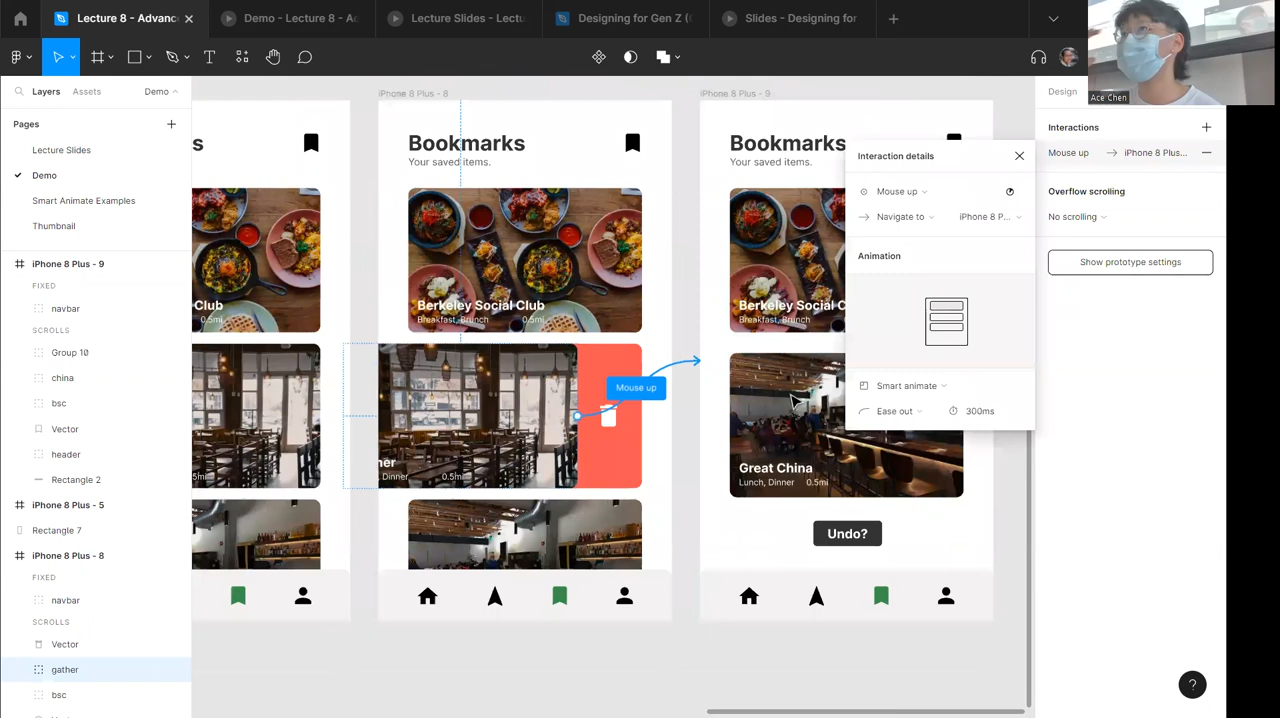 Lecture 8 - Advanc
Demo - Lecture 8 - Ac
Lecture Slides - Lectu
Designing for Gen Z (
Slides - Designing for
Ace Chen
Layers
Assets
Demo
Pages
Lecture Slides
Demo
Smart Animate Examples
Thumbnail
iPhone 8 Plus - 9
FIXED
navbar
SCROLLS
Group 10
china
bsc
Vector
header
Rectangle 2
iPhone 8 Plus - 5
Rectangle 7
iPhone 8 Plus - 8
FIXED
navbar
SCROLLS
Vector
gather
bsc
s
Club
0.5mi
iPhone 8 Plus - 8
Bookmarks
Your saved items.
Berkeley Social Club
Breakfast, Brunch 0.5mi
ner
, Dinner 0.5mi
Mouse up
iPhone 8 Plus - 9
Bookmarks
Your saved items.
Berkeley Social C
Breakfast, Brunch 0.5mi
Great China
Lunch, Dinner 0.5mi
Undo?
Interaction details
Mouse up
Navigate to iPhone 8 P...
Animation
Smart animate
Ease out 300ms
Design
Interactions
Mouse up iPhone 8 Plus...
Overflow scrolling
No scrolling
Show prototype settings
?